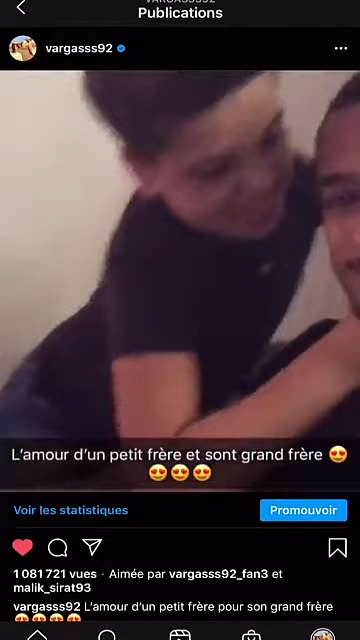 VARGASSS92
Publications
vargasss92
L'amour d'un petit frère et sont grand frère 😍
😍😍😍
Voir les statistiques
Promouvoir
1 081 721 vues · Aimée par vargasss92_fan3 et
malik_sirat93
vargasss92 L'amour d'un petit frère pour son grand frère
😍😍😍😍